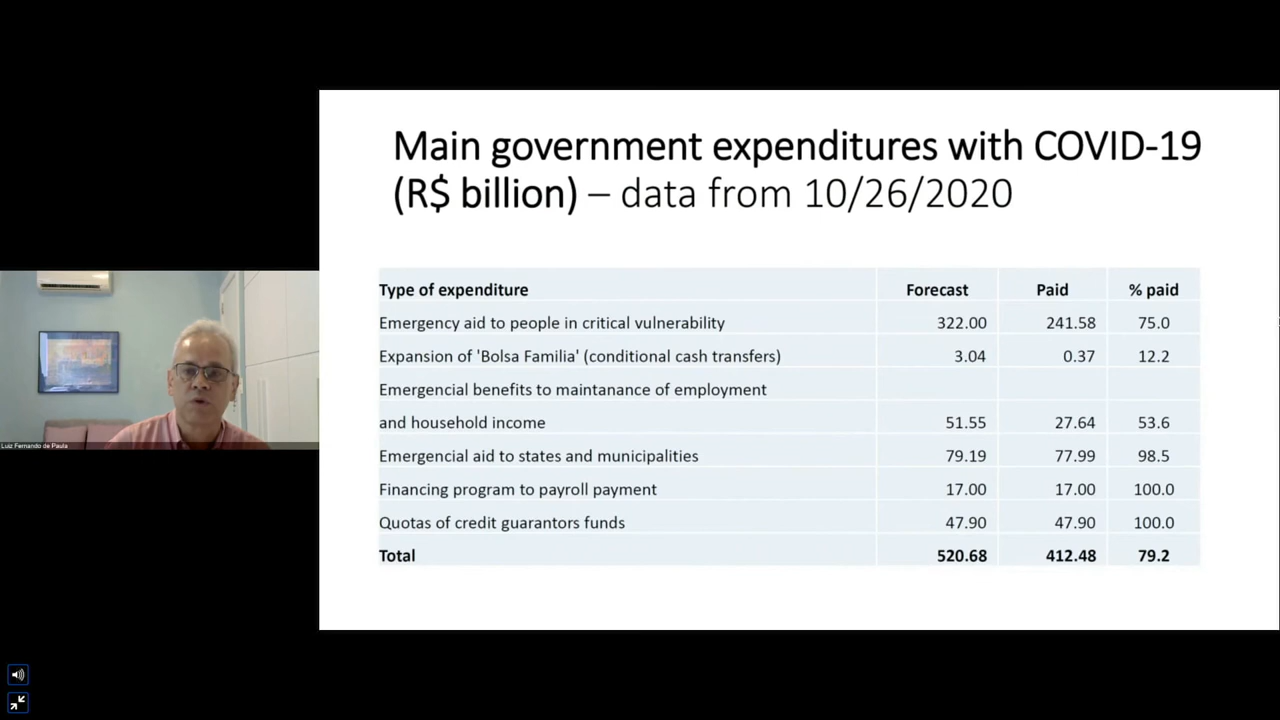 Main government expenditures with COVID-19
(R$ billion) – data from 10/26/2020
Type of expenditure Forecast Paid % paid
Emergency aid to people in critical vulnerability 322.00 241.58 75.0
Expansion of 'Bolsa Familia' (conditional cash transfers) 3.04 0.37 12.2
Emergencial benefits to maintanance of employment
and household income 51.55 27.64 53.6
Emergencial aid to states and municipalities 79.19 77.99 98.5
Financing program to payroll payment 17.00 17.00 100.0
Quotas of credit guarantors funds 47.90 47.90 100.0
Total 520.68 412.48 79.2
Luiz Fernando de Paula